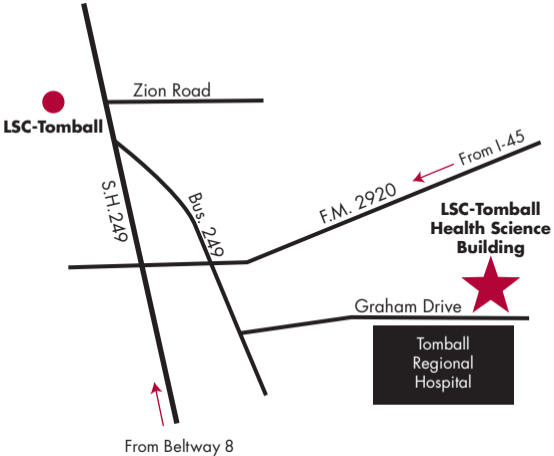 Zion Road
LSC-Tomball
From I-45
S.H.249
Bus. 249
F.M. 2920
LSC-Tomball
Health Science
Building
Graham Drive
Tomball
Regional
Hospital
From Beltway 8